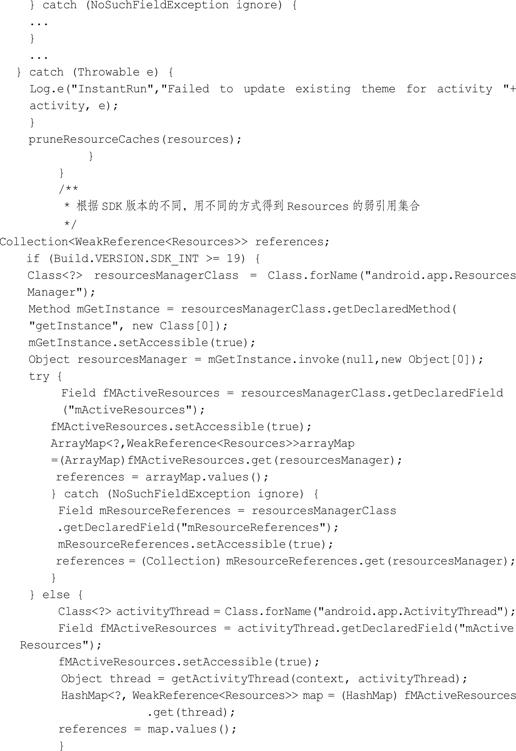 } catch (NoSuchFieldException ignore) {
...
}
...
} catch (Throwable e) {
Log.e("InstantRun","Failed to update existing theme for activity "+
activity, e);
}
pruneResourceCaches(resources);
}
}
/**
* 根据 SDK 版本的不同，用不同的方式得到 Resources 的弱引用集合
*/
Collection<WeakReference<Resources>> references;
if (Build.VERSION.SDK_INT >= 19) {
Class<?> resourcesManagerClass = Class.forName("android.app.Resources
Manager");
Method mGetInstance = resourcesManagerClass.getDeclaredMethod(
"getInstance", new Class[0]);
mGetInstance.setAccessible(true);
Object resourcesManager = mGetInstance.invoke(null,new Object[0]);
try {
Field fMActiveResources = resourcesManagerClass.getDeclaredField
("mActiveResources");
fMActiveResources.setAccessible(true);
ArrayMap<?,WeakReference<Resources>>arrayMap
=(ArrayMap)fMActiveResources.get(resourcesManager);
references = arrayMap.values();
} catch (NoSuchFieldException ignore) {
Field mResourceReferences = resourcesManagerClass
.getDeclaredField("mResourceReferences");
mResourceReferences.setAccessible(true);
references = (Collection) mResourceReferences.get(resourcesManager);
}
} else {
Class<?> activityThread = Class.forName("android.app.ActivityThread");
Field fMActiveResources = activityThread.getDeclaredField("mActive
Resources");
fMActiveResources.setAccessible(true);
Object thread = getActivityThread(context, activityThread);
HashMap<?, WeakReference<Resources>> map = (HashMap) fMActiveResources
.get(thread);
references = map.values();
}